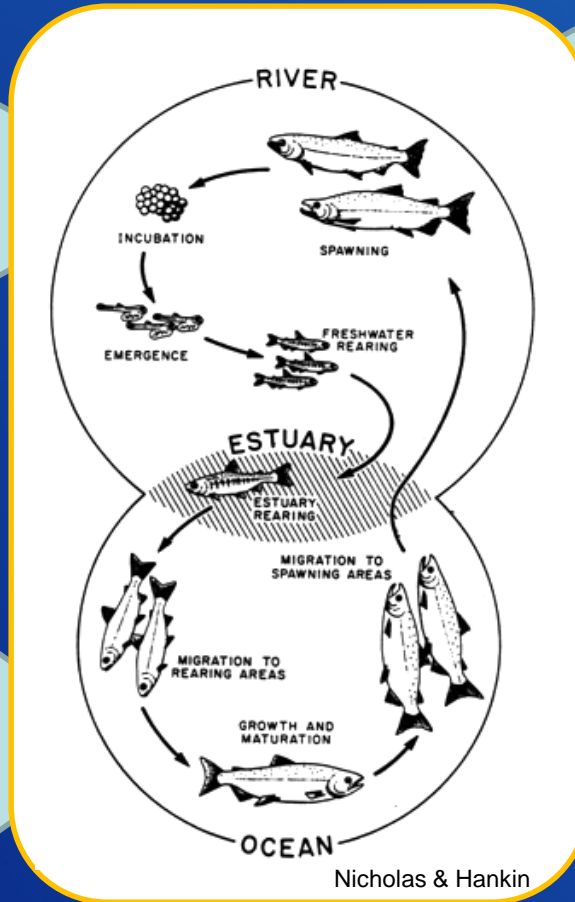 RIVER
SPAWNING
INCUBATION
EMERGENCE
FRESHWATER
REARING
ESTUARY
ESTUARY
REARING
MIGRATION TO
SPAWNING AREAS
MIGRATION TO
REARING AREAS
GROWTH AND
MATURATION
OCEAN
Nicholas & Hankin